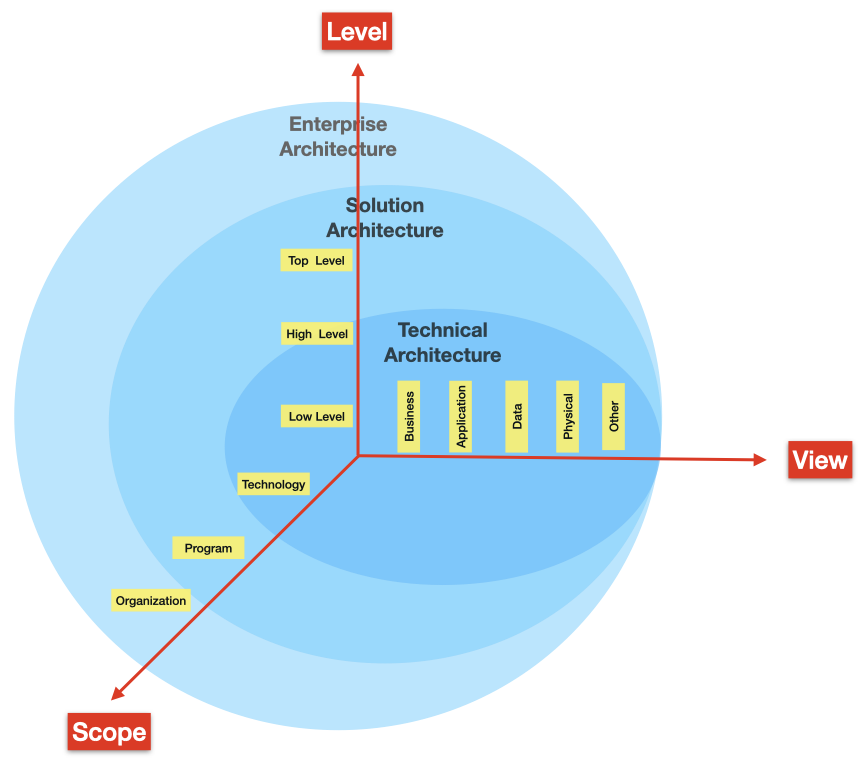 Level
Enterprise
Architecture
Solution
Architecture
Top Level
High Level
Technical
Architecture
Low Level
Business
Application
Data
Physical
Other
View
Technology
Program
Organization
Scope